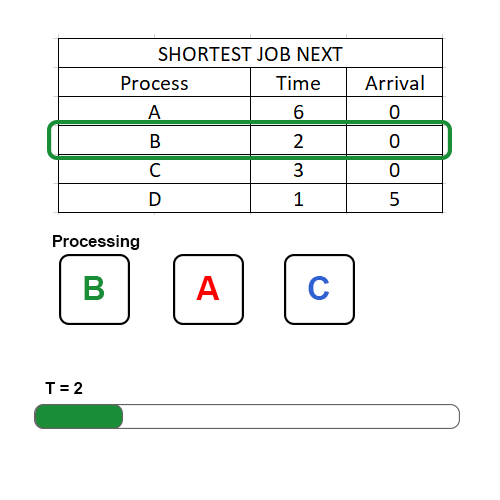 SHORTEST JOB NEXT
Process Time Arrival
A 6 0
B 2 0
C 3 0
D 1 5
Processing
B A C
T = 2